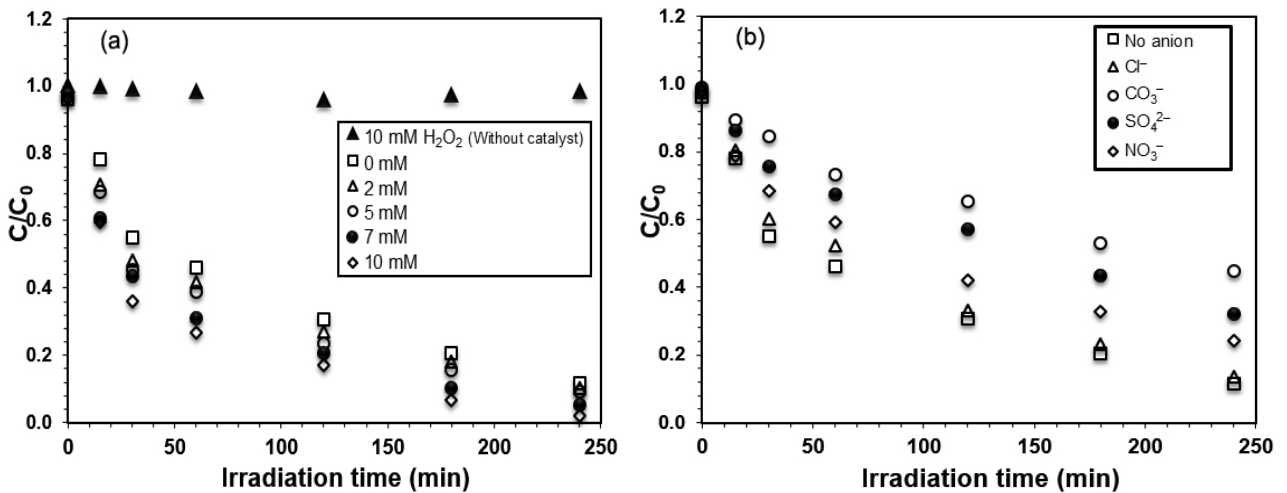 (a)
C/C₀
1.2
1.0
0.8
0.6
0.4
0.2
0.0
10 mM H₂O₂ (Without catalyst)
0 mM
2 mM
5 mM
7 mM
10 mM
0 50 100 150 200 250
Irradiation time (min)
(b)
C/C₀
1.2
1.0
0.8
0.6
0.4
0.2
0.0
No anion
Cl⁻
CO₃⁻
SO₄²⁻
NO₃⁻
0 50 100 150 200 250
Irradiation time (min)